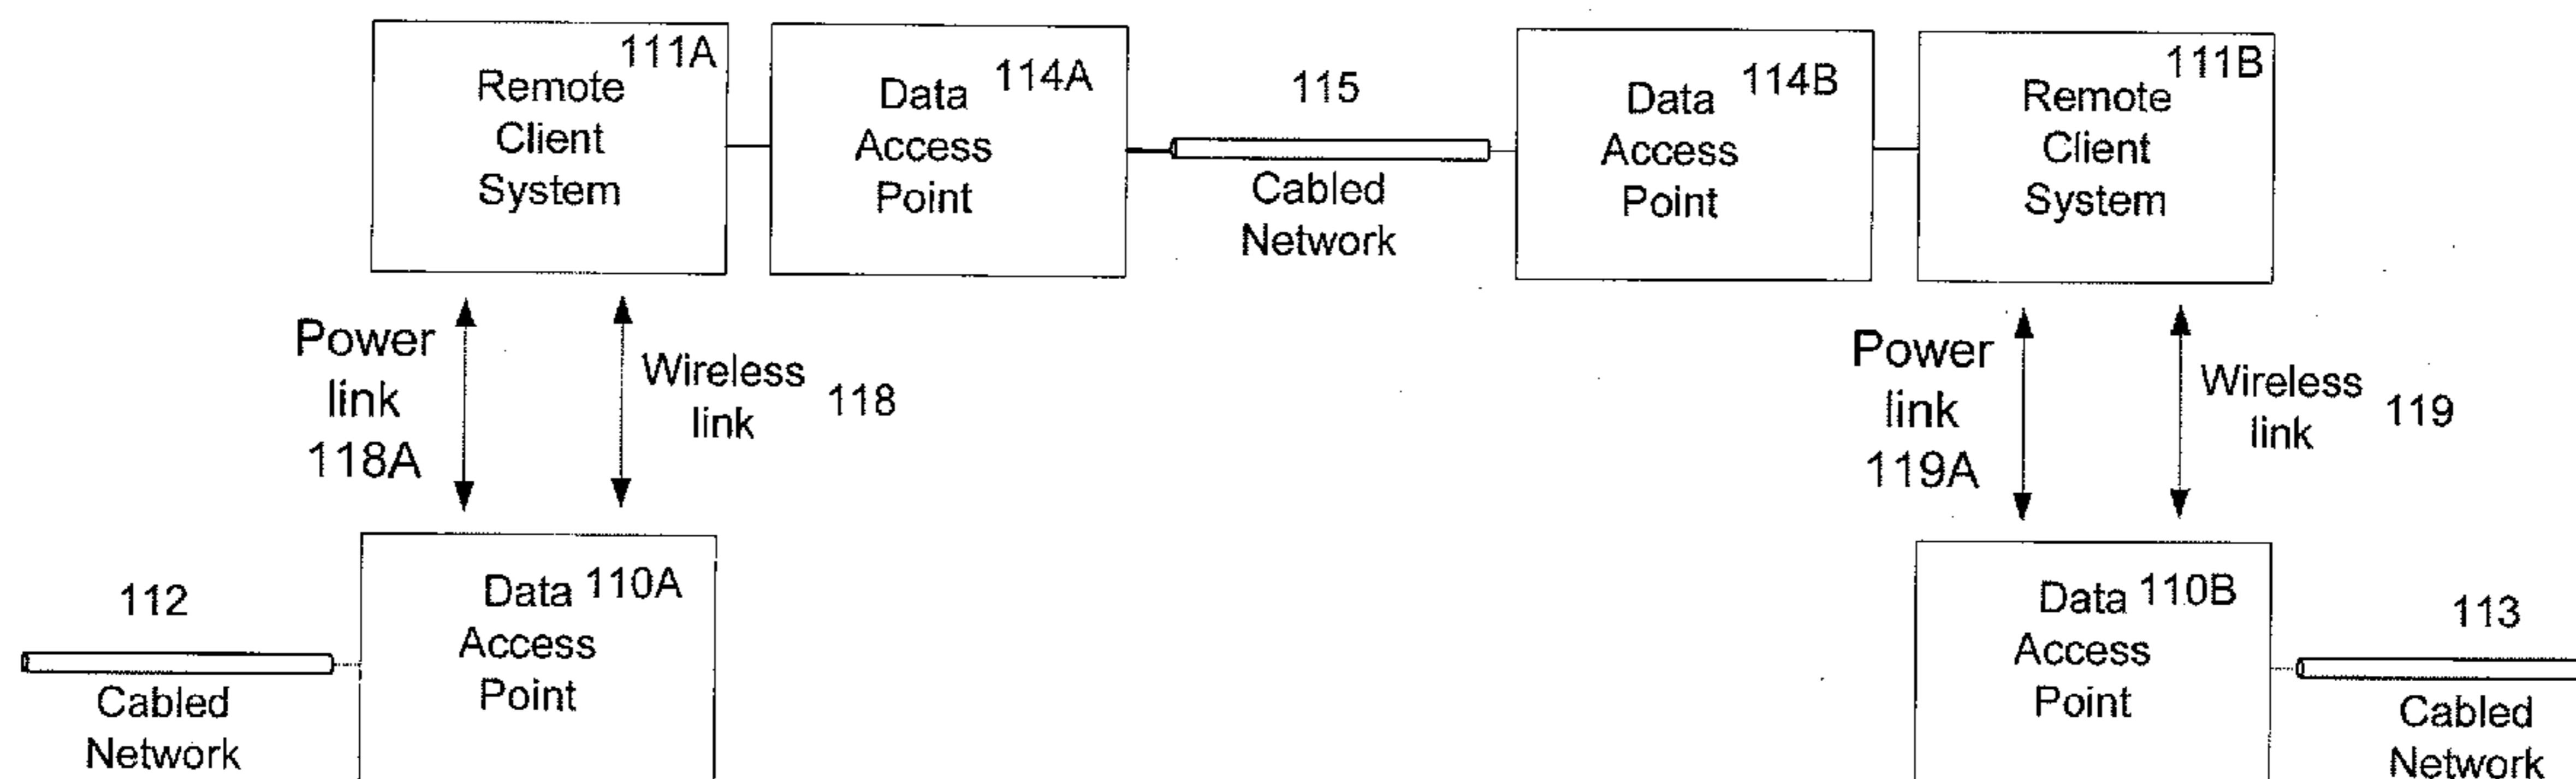 Remote 111A
Client
System
Data 114A
Access
Point
115
Cabled
Network
Data 114B
Access
Point
Remote 111B
Client
System
Power
link
118A
Wireless
link
118
Power
link
119A
Wireless
link
119
112
Cabled
Network
Data 110A
Access
Point
Data 110B
Access
Point
113
Cabled
Network